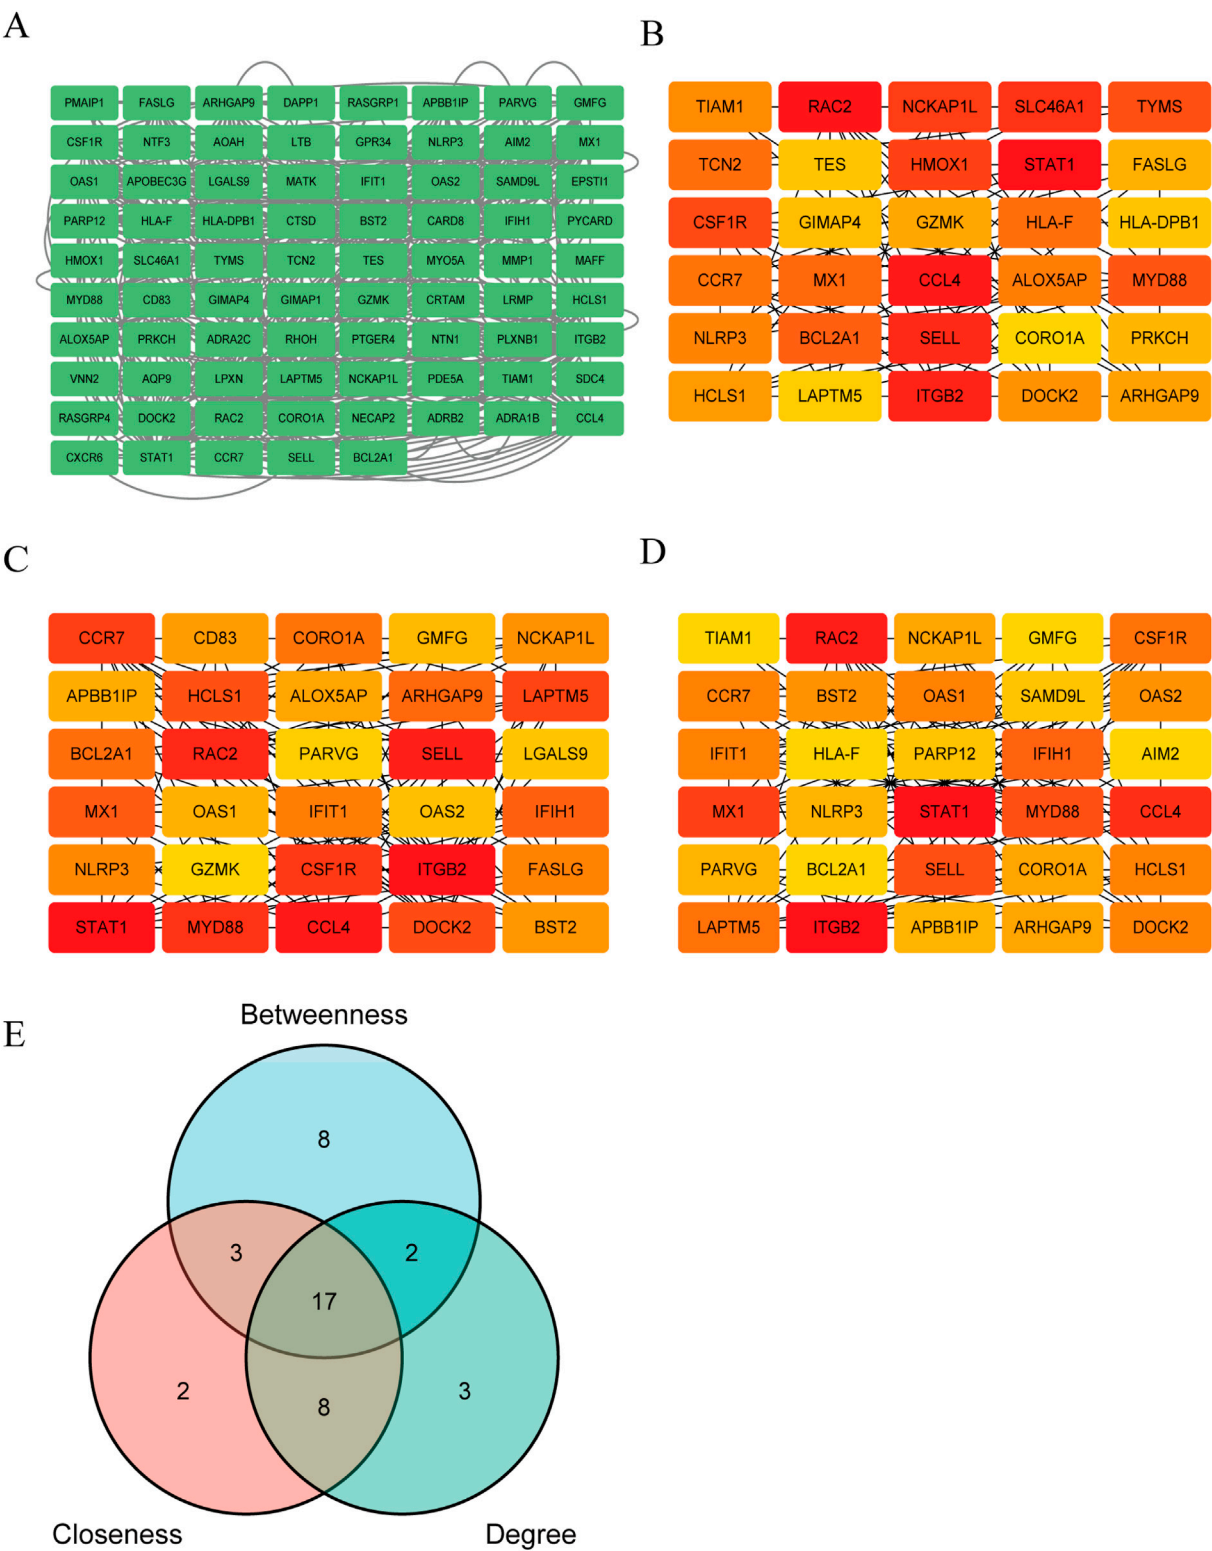 A
PMAIP1 FASLG ARHGAP9 DAPP1 RASGRP1 APBB1IP PARVG GMFG
CSF1R NTF3 AOAH LTB GPR34 NLRP3 AIM2 MX1
OAS1 APOBEC3G LGALS9 MATK IFIT1 OAS2 SAMD9L EPSTI1
PARP12 HLA-F HLA-DPB1 CTSD BST2 CARD8 IFIH1 PYCARD
HMOX1 SLC46A1 TYMS TCN2 TES MYO5A MMP1 MAFF
MYD88 CD83 GIMAP4 GIMAP1 GZMK CRTAM LRMP HCLS1
ALOX5AP PRKCH ADRA2C RHOH PTGER4 NTN1 PLXNB1 ITGB2
VNN2 AQP9 LPXN LAPTM5 NCKAP1L PDE5A TIAM1 SDC4
RASGRP4 DOCK2 RAC2 CORO1A NECAP2 ADRB2 ADRA1B CCL4
CXCR6 STAT1 CCR7 SELL BCL2A1
B
TIAM1 RAC2 NCKAP1L SLC46A1 TYMS
TCN2 TES HMOX1 STAT1 FASLG
CSF1R GIMAP4 GZMK HLA-F HLA-DPB1
CCR7 MX1 CCL4 ALOX5AP MYD88
NLRP3 BCL2A1 SELL CORO1A PRKCH
HCLS1 LAPTM5 ITGB2 DOCK2 ARHGAP9
C
CCR7 CD83 CORO1A GMFG NCKAP1L
APBB1IP HCLS1 ALOX5AP ARHGAP9 LAPTM5
BCL2A1 RAC2 PARVG SELL LGALS9
MX1 OAS1 IFIT1 OAS2 IFIH1
NLRP3 GZMK CSF1R ITGB2 FASLG
STAT1 MYD88 CCL4 DOCK2 BST2
D
TIAM1 RAC2 NCKAP1L GMFG CSF1R
CCR7 BST2 OAS1 SAMD9L OAS2
IFIT1 HLA-F PARP12 IFIH1 AIM2
MX1 NLRP3 STAT1 MYD88 CCL4
PARVG BCL2A1 SELL CORO1A HCLS1
LAPTM5 ITGB2 APBB1IP ARHGAP9 DOCK2
E
Betweenness
8
3 2
17
2 3
8
Closeness Degree